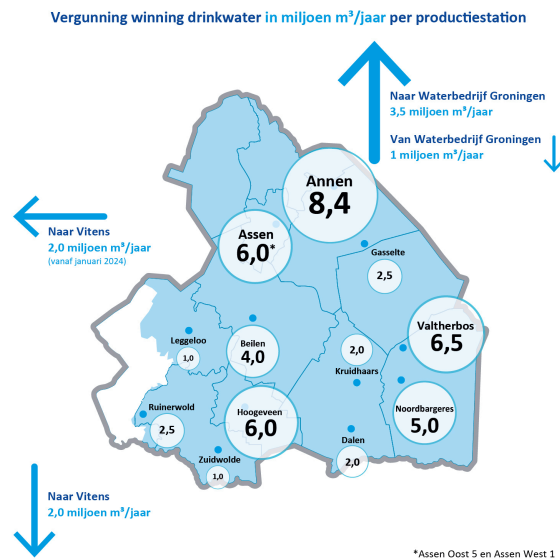 Vergunning winning drinkwater in miljoen m³/jaar per productiestation
Naar Waterbedrijf Groningen
3,5 miljoen m³/jaar
Van Waterbedrijf Groningen
1 miljoen m³/jaar
Annen
8,4
Assen
6,0*
Naar Vitens
2,0 miljoen m³/jaar
(vanaf januari 2024)
Gasselte
2,5
Valtherbos
6,5
Leggeloo
1,0
Beilen
4,0
2,0
Kruidhaars
Ruinerwold
2,5
Hoogeveen
6,0
Noordbargeres
5,0
Zuidwolde
1,0
Dalen
2,0
Naar Vitens
2,0 miljoen m³/jaar
*Assen Oost 5 en Assen West 1